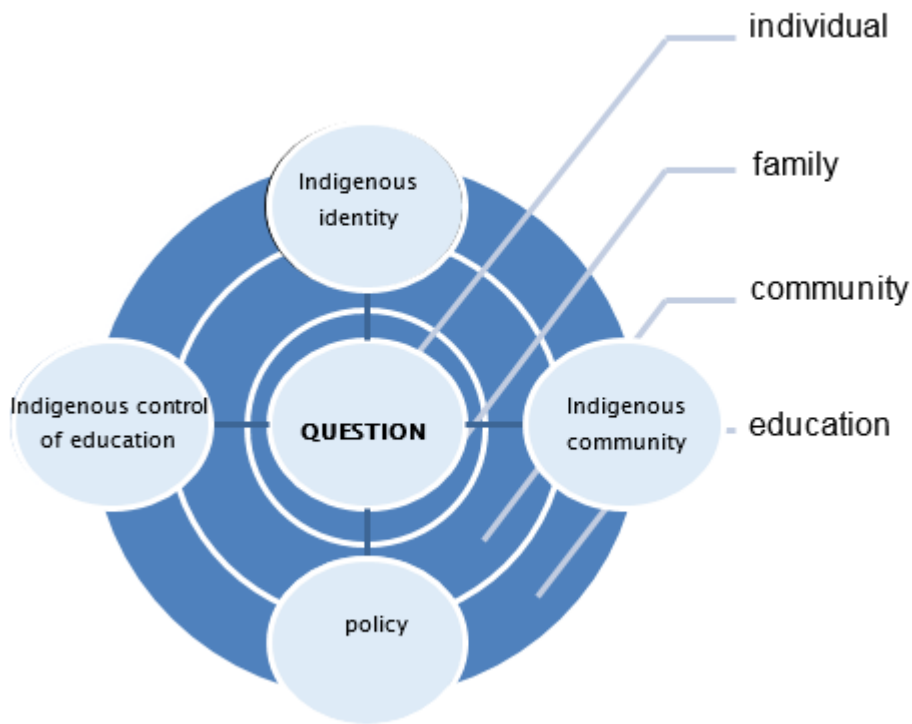 individual
family
community
education
Indigenous
identity
Indigenous control
of education
QUESTION
Indigenous
community
policy